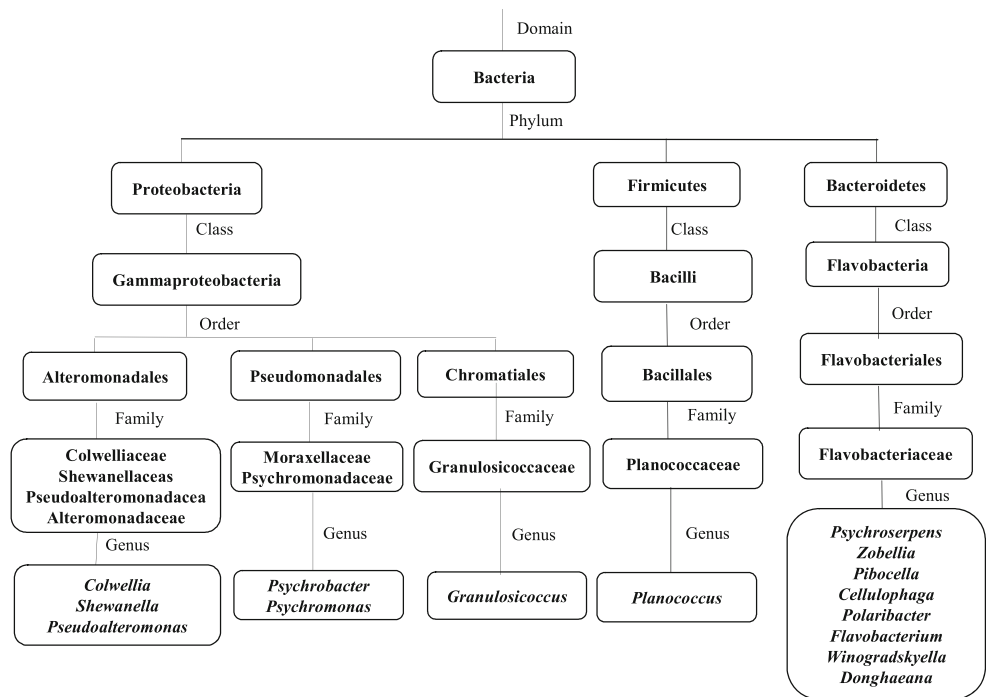 Domain
Bacteria
Phylum
Proteobacteria
Firmicutes
Bacteroidetes
Class
Class
Class
Gammaproteobacteria
Bacilli
Flavobacteria
Order
Order
Order
Alteromonadales
Pseudomonadales
Chromatiales
Bacillales
Flavobacteriales
Family
Family
Family
Family
Family
Colwelliaceae
Shewanellaceas
Pseudoalteromonadacea
Alteromonadaceae
Moraxellaceae
Psychromonadaceae
Granulosicoccaceae
Planococcaceae
Flavobacteriaceae
Genus
Genus
Genus
Genus
Genus
Colwellia
Shewanella
Pseudoalteromonas
Psychrobacter
Psychromonas
Granulosicoccus
Planococcus
Psychroserpens
Zobellia
Pibocella
Cellulophaga
Polaribacter
Flavobacterium
Winogradskyella
Donghaeana